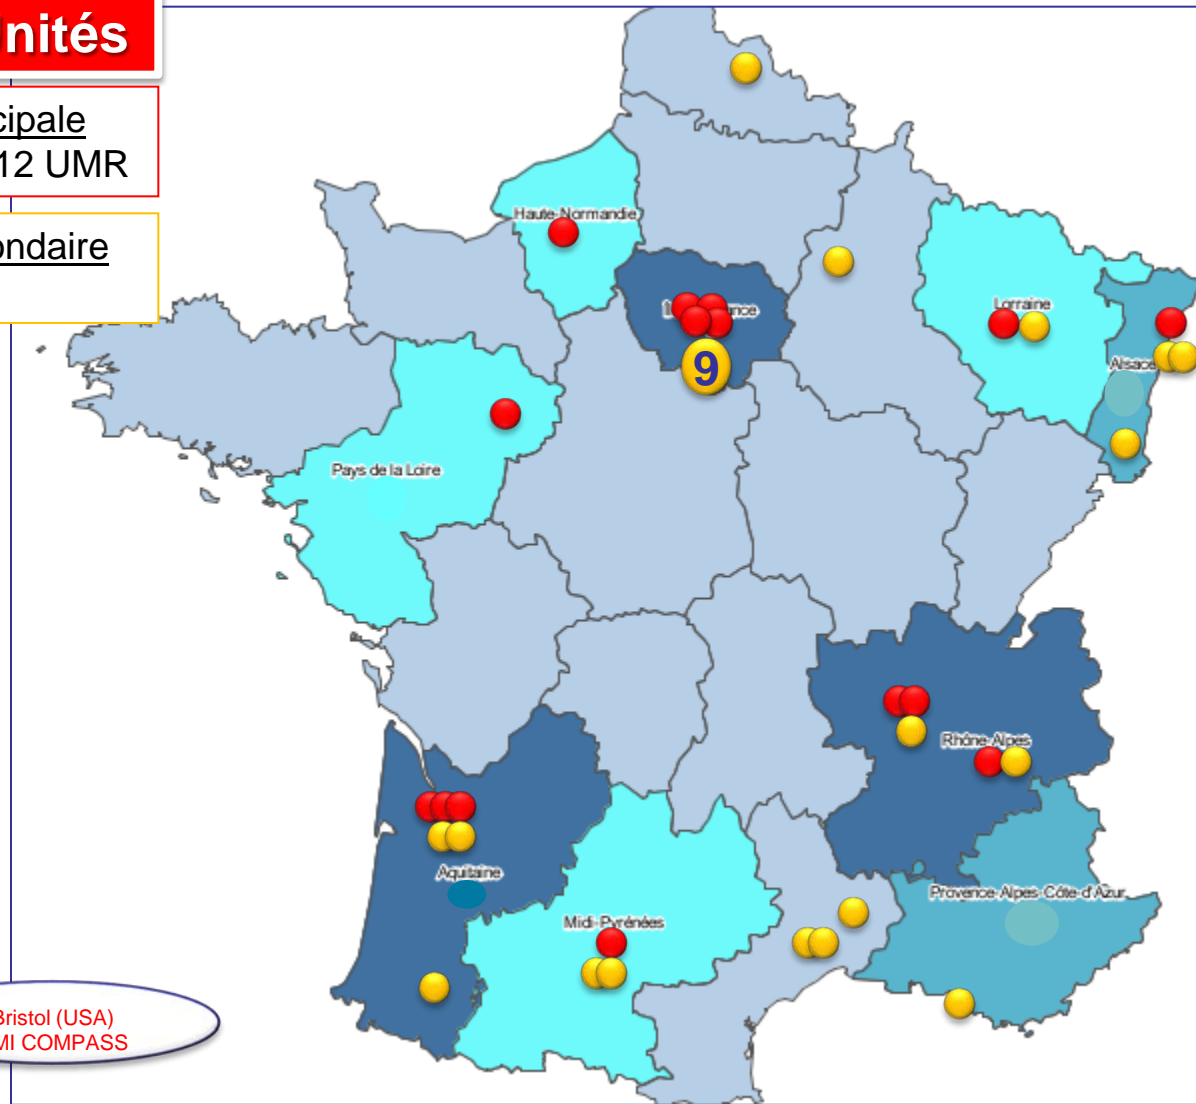 nités
cipale
12 UMR
ondaire
Haute-Normandie
Lorraine
Alsace
9
Pays de la Loire
Rhône-Alpes
Aquitaine
Provence-Alpes-Côte-d'Azur
Midi-Pyrénées
Bristol (USA)
MI COMPASS